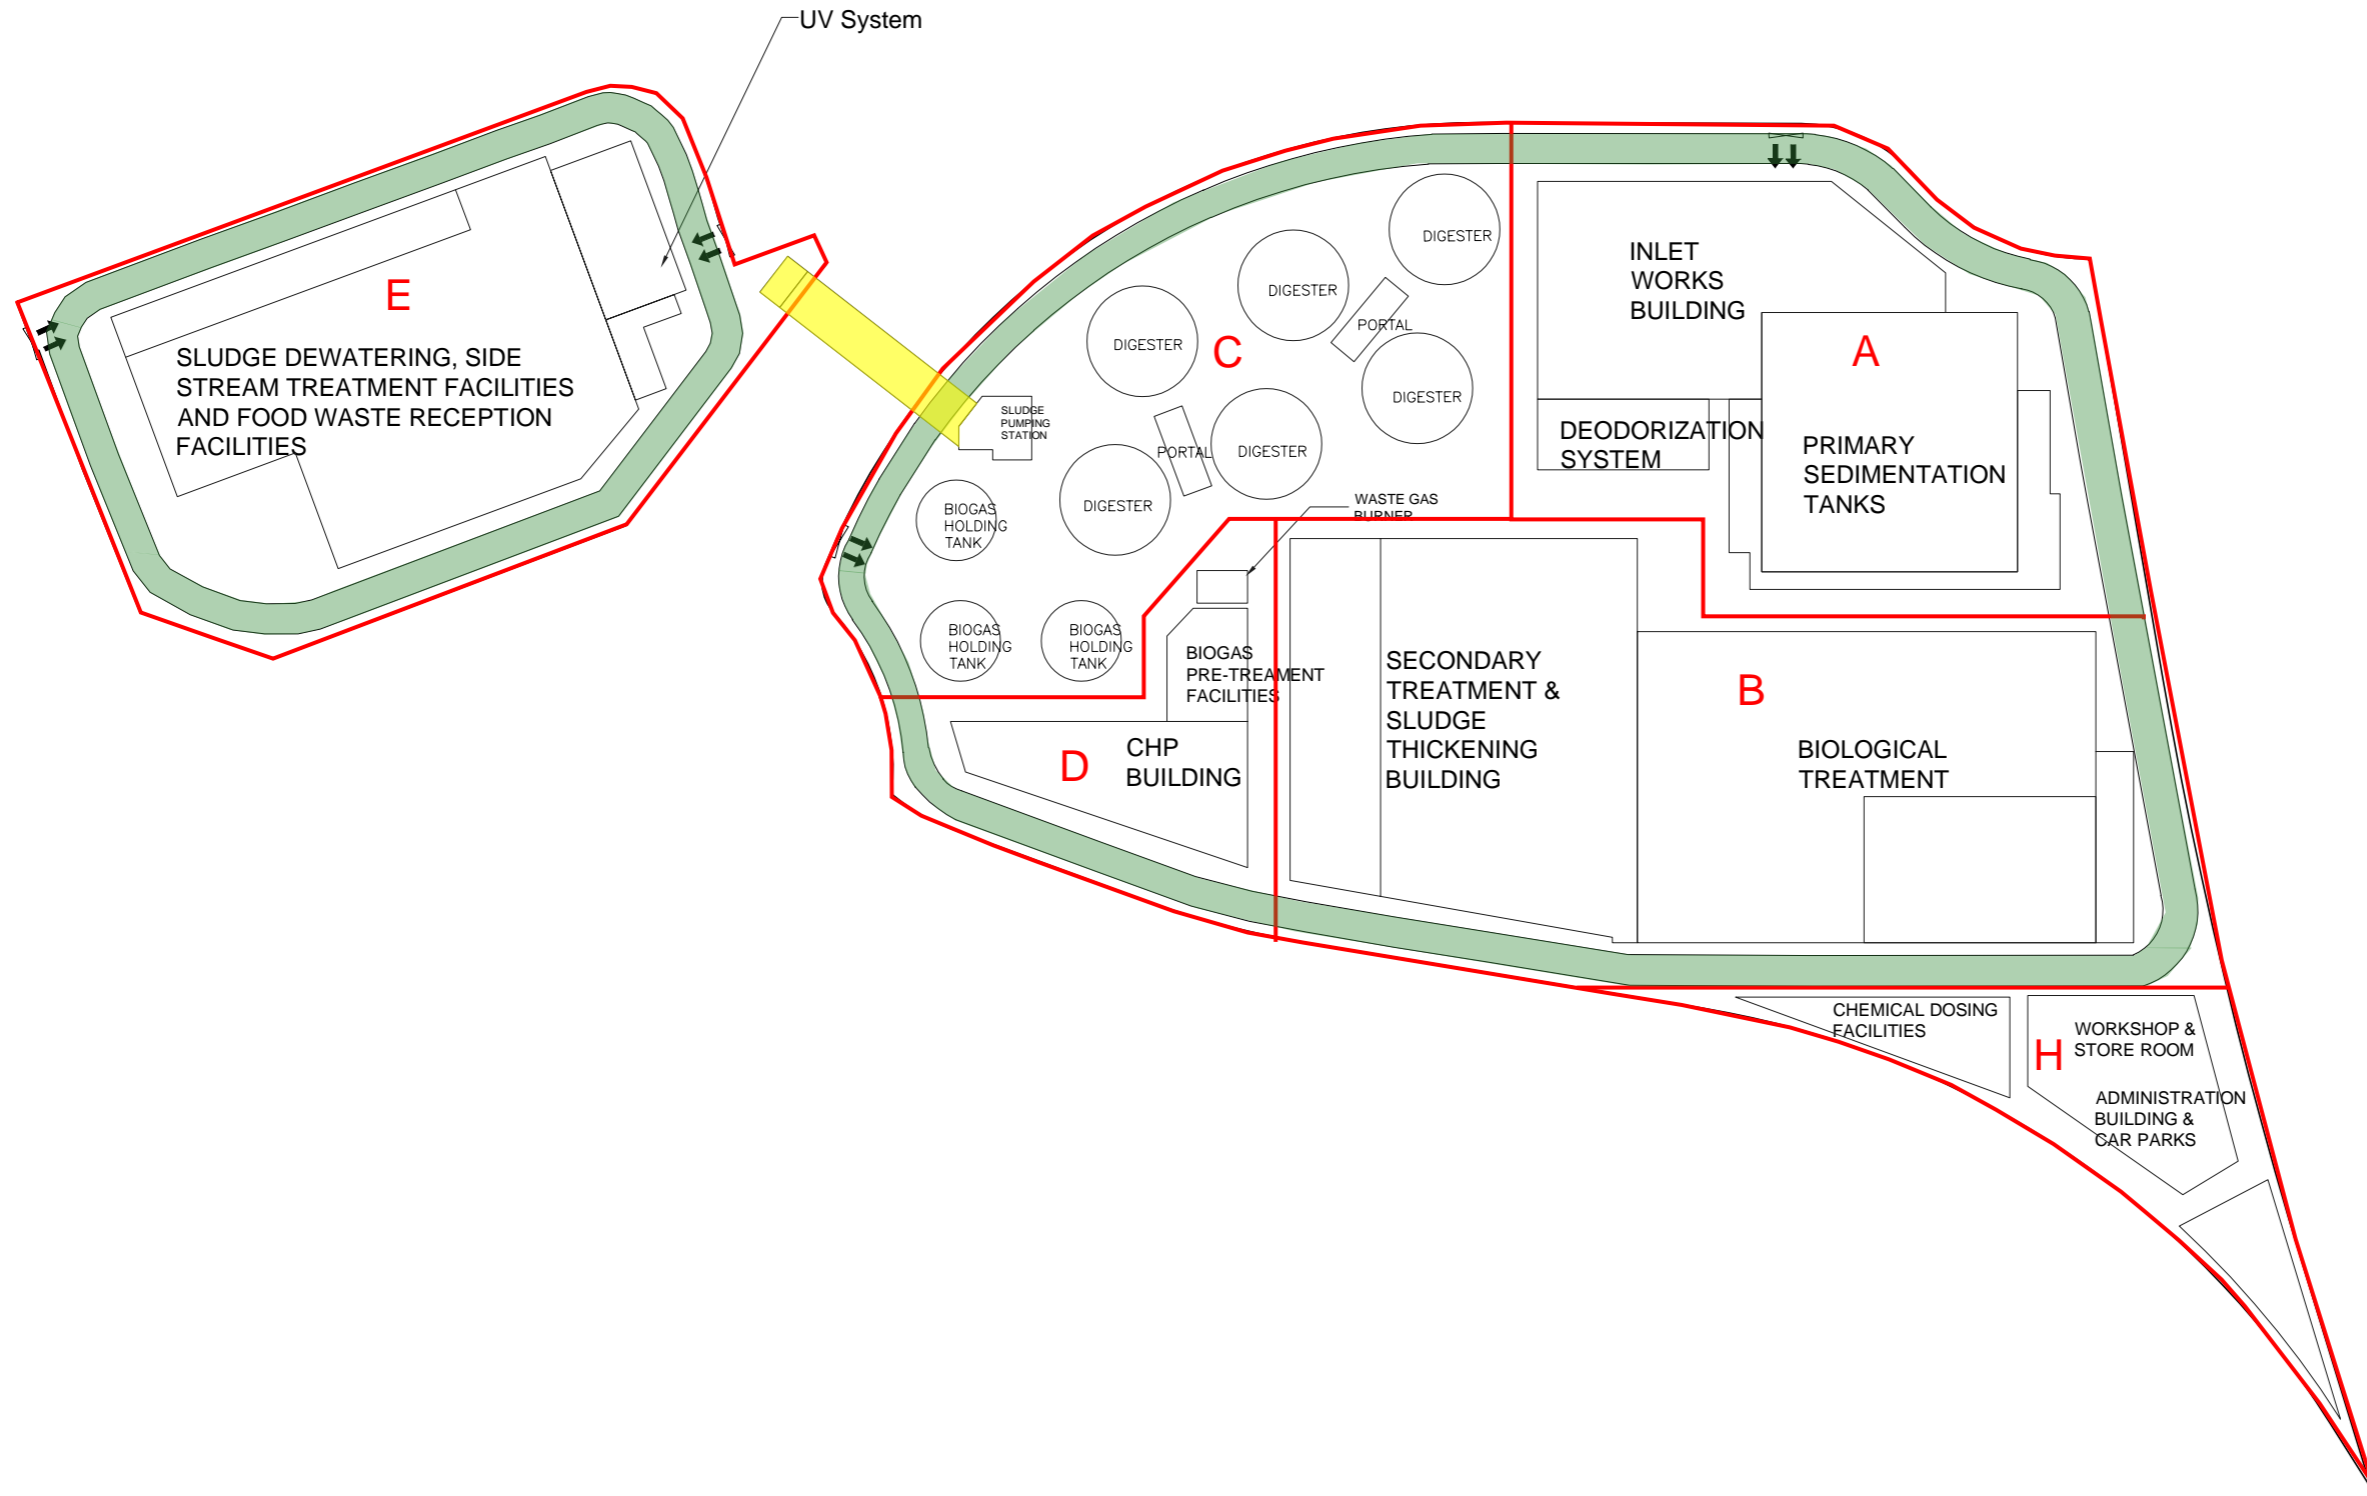 UV System
E
SLUDGE DEWATERING, SIDE
STREAM TREATMENT FACILITIES
AND FOOD WASTE RECEPTION
FACILITIES
DIGESTER
DIGESTER
DIGESTER
PORTAL
C
DIGESTER
SLUDGE
PUMPING
STATION
PORTAL
DIGESTER
DIGESTER
BIOGAS
HOLDING
TANK
WASTE GAS
BURNER
BIOGAS
HOLDING
TANK
BIOGAS
HOLDING
TANK
BIOGAS
PRE-TREAMENT
FACILITIES
D
CHP
BUILDING
INLET
WORKS
BUILDING
A
DEODORIZATION
SYSTEM
PRIMARY
SEDIMENTATION
TANKS
SECONDARY
TREATMENT &
SLUDGE
THICKENING
BUILDING
B
BIOLOGICAL
TREATMENT
CHEMICAL DOSING
FACILITIES
H
WORKSHOP &
STORE ROOM
ADMINISTRATION
BUILDING &
CAR PARKS